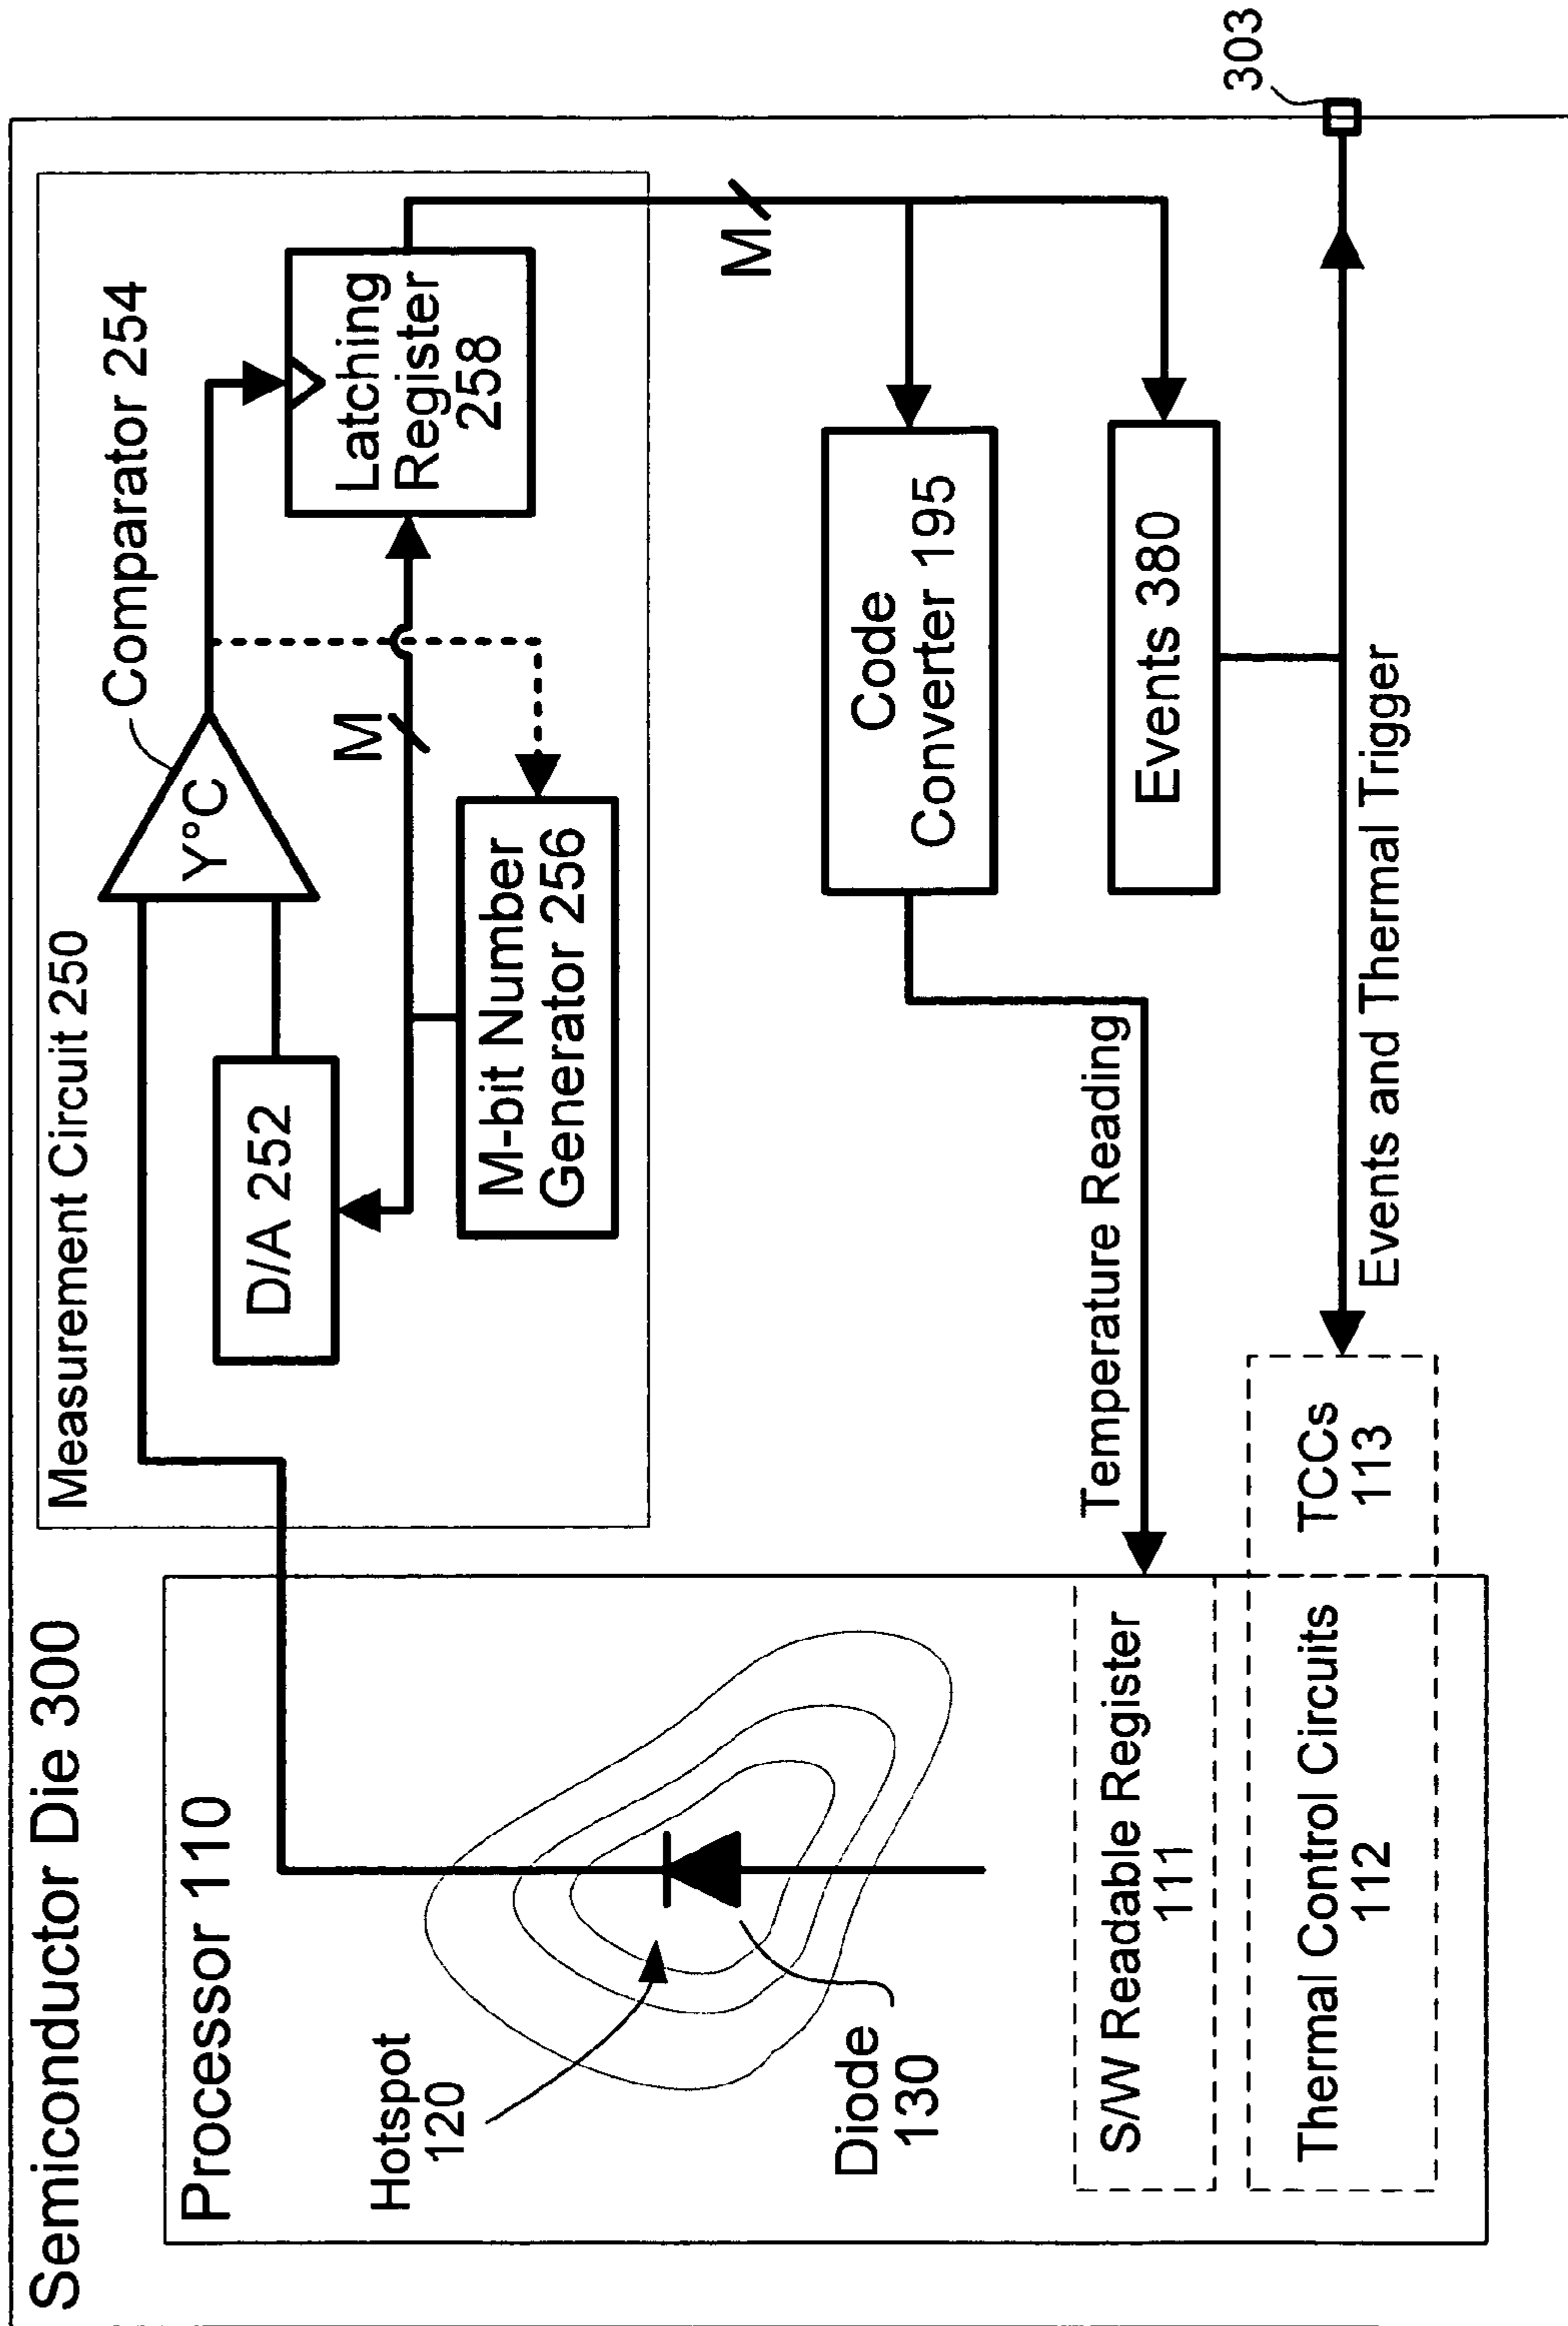 Semiconductor Die 300
Processor 110
Hotspot
120
Diode
130
S/W Readable Register
111
Thermal Control Circuits
112
TCCs
113
Measurement Circuit 250
D/A 252
Y°C
Comparator 254
M
M-bit Number
Generator 256
Latching
Register
258
M
Code
Converter 195
Events 380
Temperature Reading
Events and Thermal Trigger
303